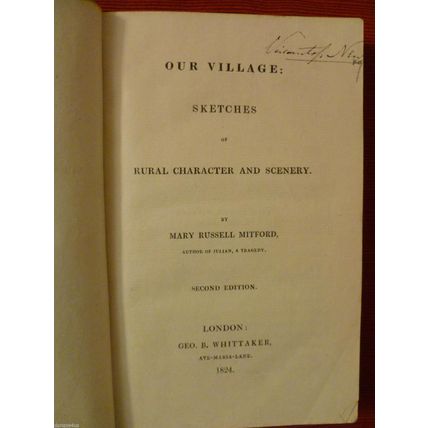 OUR VILLAGE:
SKETCHES
OF
RURAL CHARACTER AND SCENERY.
BY
MARY RUSSELL MITFORD,
AUTHOR OF JULIAN, A TRAGEDY.
SECOND EDITION.
LONDON:
GEO. B. WHITTAKER,
AVE-MARIA-LANE.
1824.